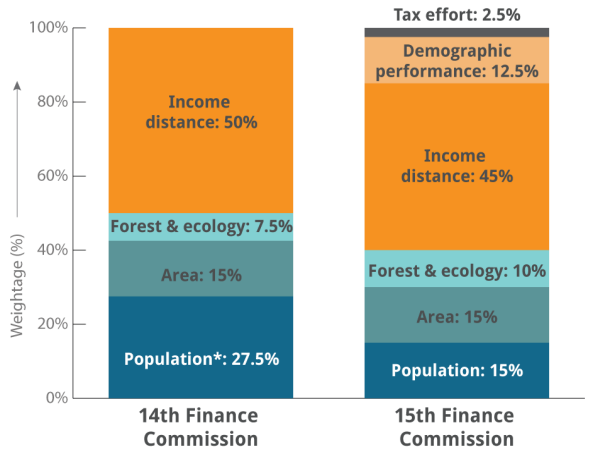 Tax effort: 2.5%
100%
Demographic
performance: 12.5%
80%
Income
distance: 50%
Income
distance: 45%
60%
Forest & ecology: 7.5%
40%
Forest & ecology: 10%
Area: 15%
Area: 15%
20%
Population*: 27.5%
Population: 15%
0%
Weightage (%)
14th Finance
Commission
15th Finance
Commission